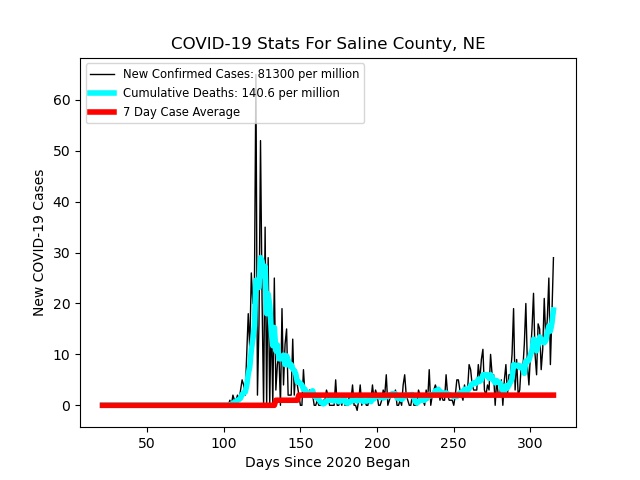 COVID-19 Stats For Saline County, NE
New Confirmed Cases: 81300 per million
Cumulative Deaths: 140.6 per million
7 Day Case Average
New COVID-19 Cases
60
50
40
30
20
10
0
50 100 150 200 250 300
Days Since 2020 Began